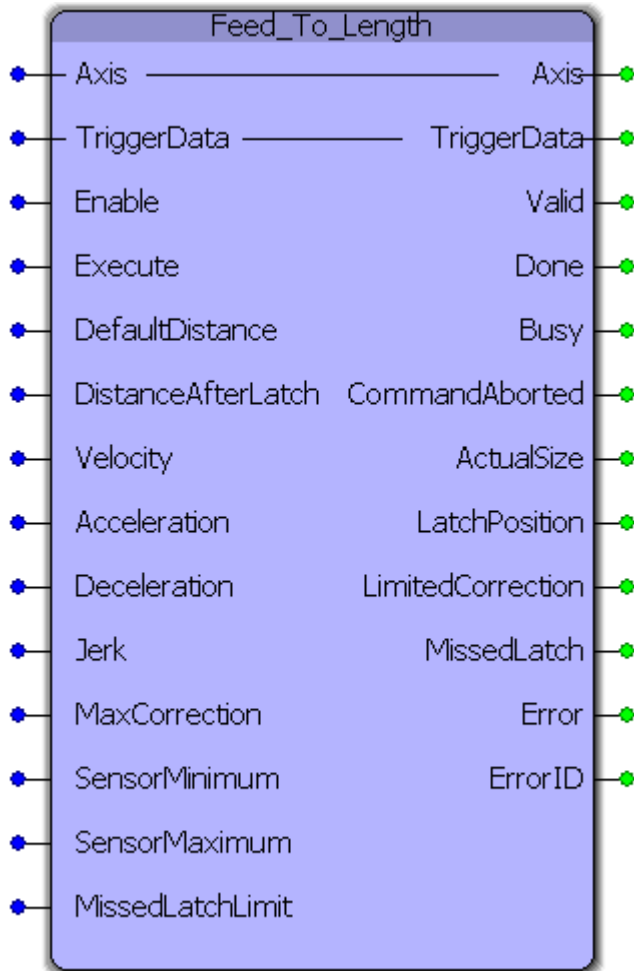 Feed_To_Length
Axis Axis
TriggerData TriggerData
Enable Valid
Execute Done
DefaultDistance Busy
DistanceAfterLatch CommandAborted
Velocity ActualSize
Acceleration LatchPosition
Deceleration LimitedCorrection
Jerk MissedLatch
MaxCorrection Error
SensorMinimum ErrorID
SensorMaximum
MissedLatchLimit